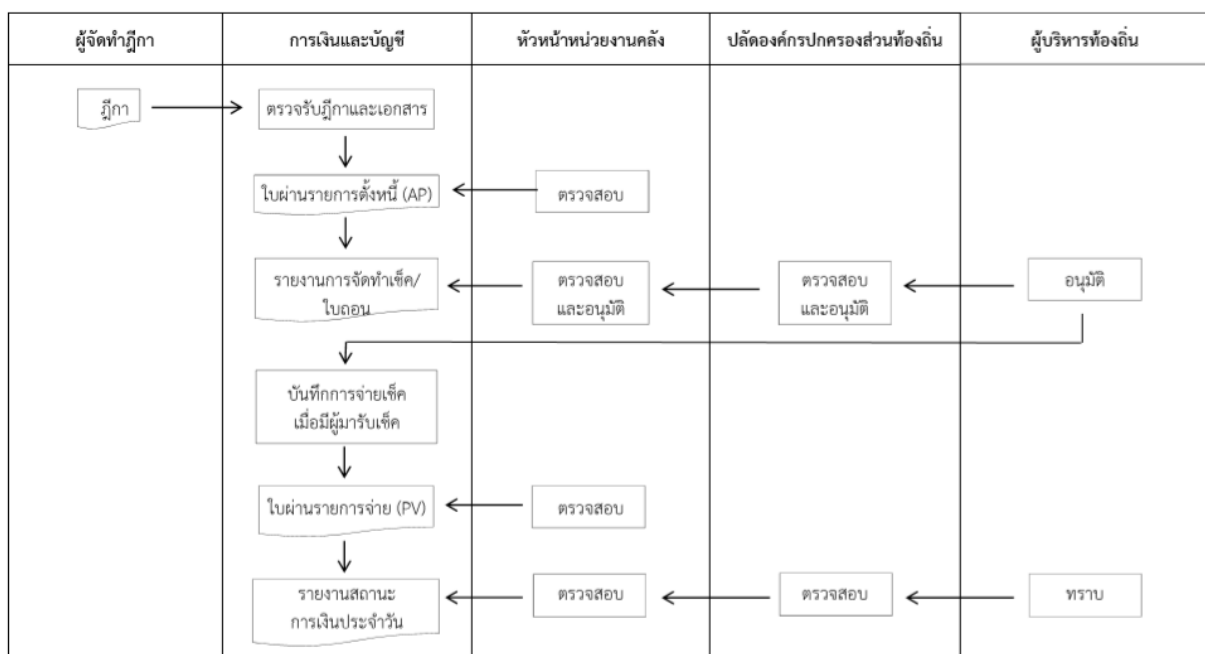 ผู้จัดทำฎีกา
การเงินและบัญชี
หัวหน้าหน่วยงานคลัง
ปลัดองค์กรปกครองส่วนท้องถิ่น
ผู้บริหารท้องถิ่น
ฎีกา
ตรวจรับฎีกาและเอกสาร
ใบผ่านรายการตั้งหนี้ (AP)
ตรวจสอบ
รายงานการจัดทำเช็ค/
ใบถอน
ตรวจสอบ
และอนุมัติ
ตรวจสอบ
และอนุมัติ
อนุมัติ
บันทึกการจ่ายเช็ค
เมื่อมีผู้มารับเช็ค
ใบผ่านรายการจ่าย (PV)
ตรวจสอบ
รายงานสถานะ
การเงินประจำวัน
ตรวจสอบ
ตรวจสอบ
ทราบ